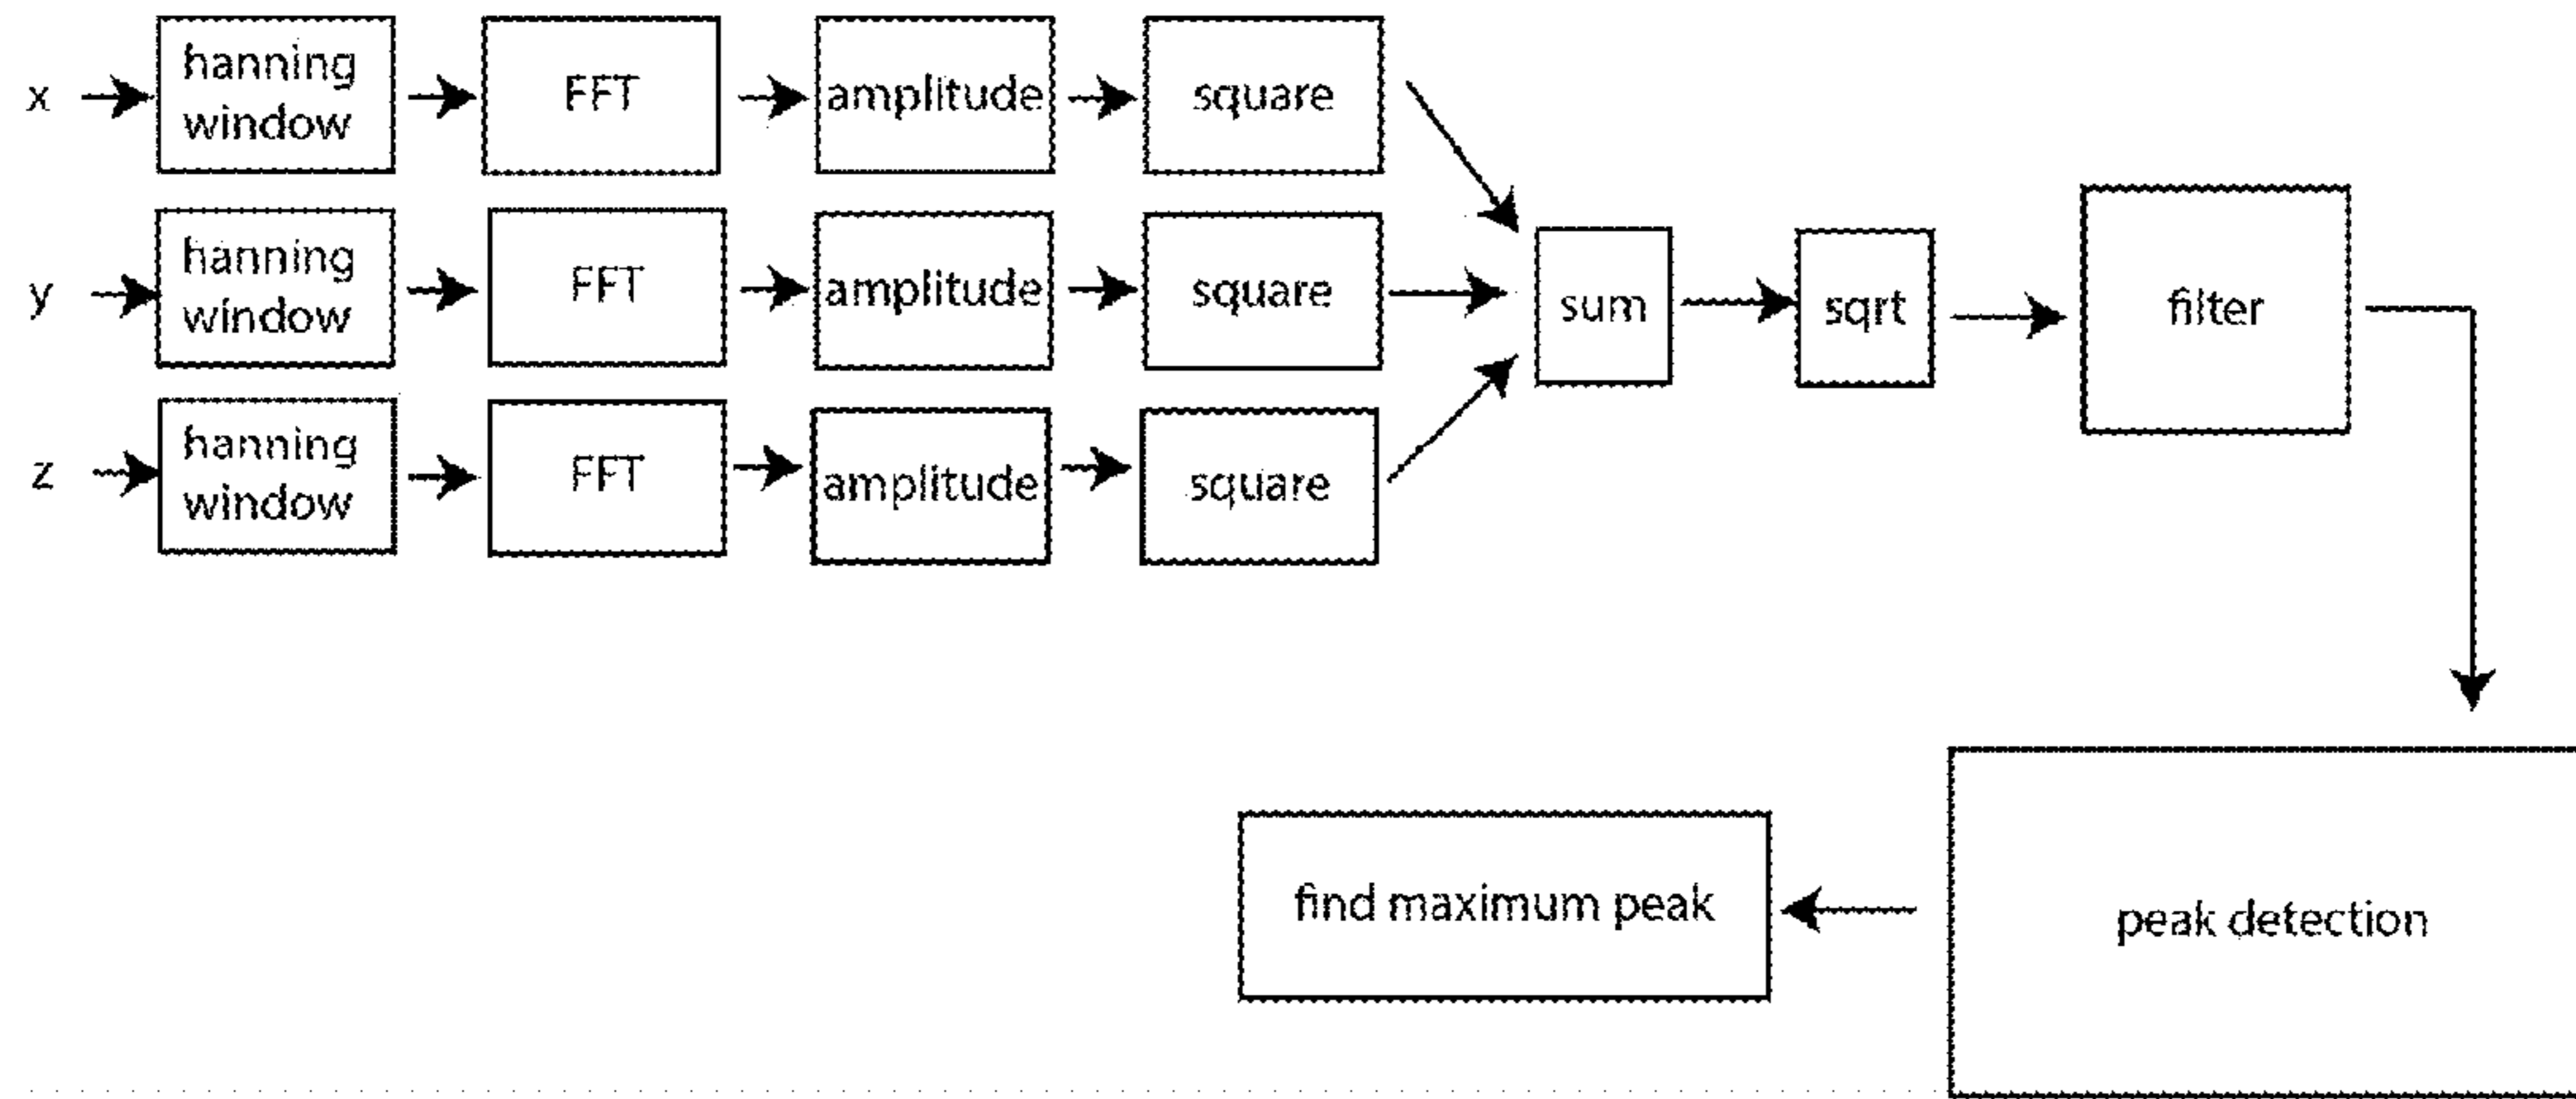 x
hanning
window
FFT
amplitude
square
y
hanning
window
FFT
amplitude
square
z
hanning
window
FFT
amplitude
square
sum
sqrt
filter
find maximum peak
peak detection